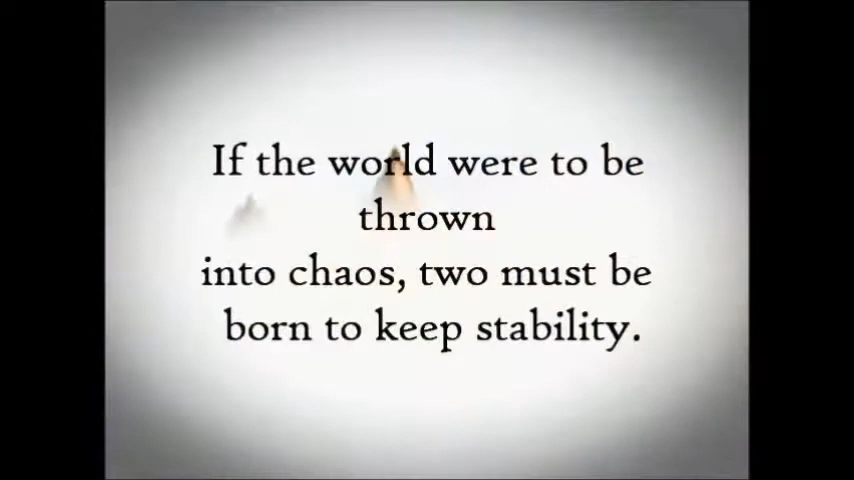 If the world were to be
thrown
into chaos, two must be
born to keep stability.